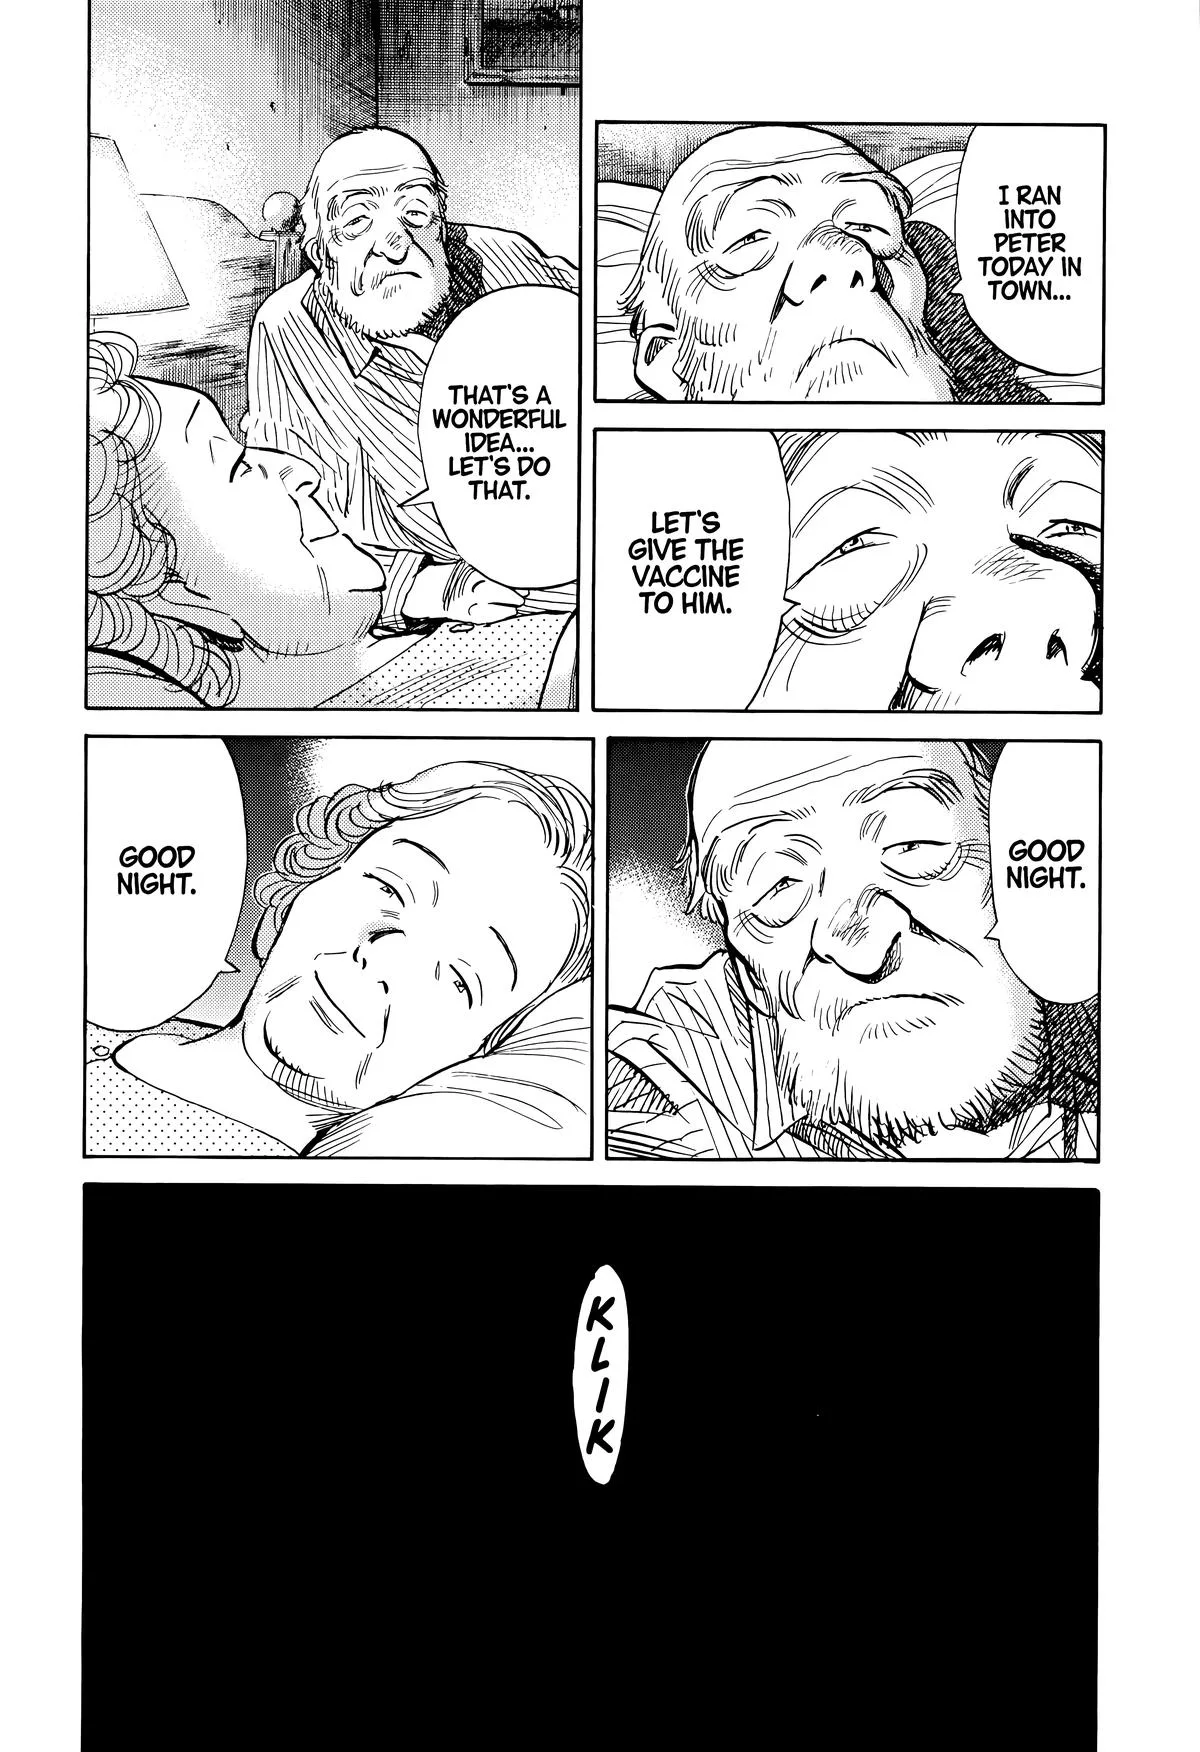 I RAN
INTO
PETER
TODAY IN
TOWN...
LET'S
GIVE THE
VACCINE
TO HIM.
THAT'S A
WONDERFUL
IDEA...
LET'S DO
THAT.
GOOD
NIGHT.
GOOD
NIGHT.
KLIK